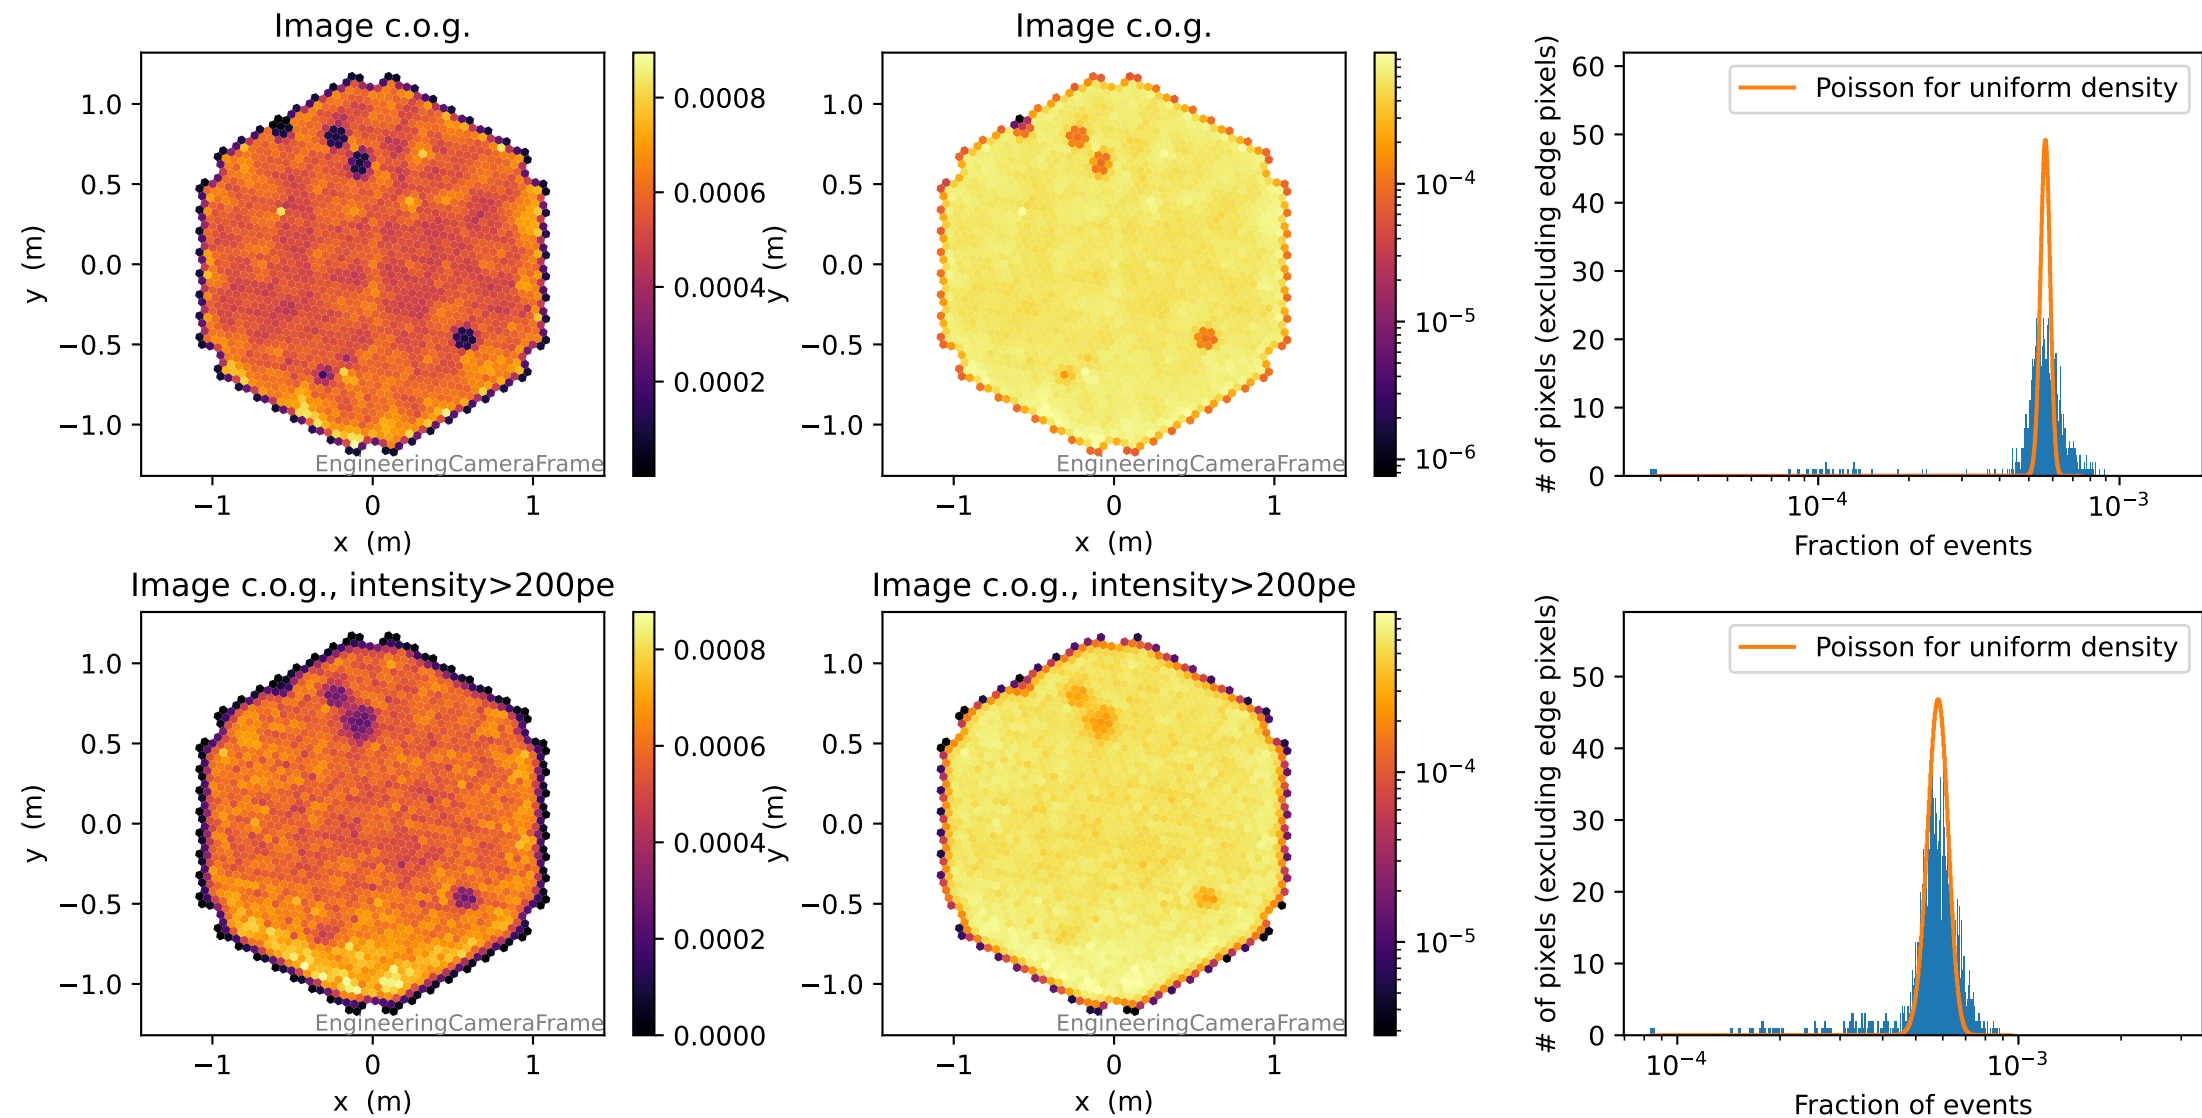 Image c.o.g.
1.0
0.5
0.0
−0.5
−1.0
y (m)
−1
0
1
x (m)
EngineeringCameraFrame
0.0008
0.0006
0.0004
0.0002
Image c.o.g.
1.0
0.5
0.0
−0.5
−1.0
y (m)
−1
0
1
x (m)
EngineeringCameraFrame
10⁻⁴
10⁻⁵
10⁻⁶
Poisson for uniform density
60
50
40
30
20
10
0
# of pixels (excluding edge pixels)
10⁻⁴
10⁻³
Fraction of events
Image c.o.g., intensity>200pe
1.0
0.5
0.0
−0.5
−1.0
y (m)
−1
0
1
x (m)
EngineeringCameraFrame
0.0008
0.0006
0.0004
0.0002
0.0000
Image c.o.g., intensity>200pe
1.0
0.5
0.0
−0.5
−1.0
y (m)
−1
0
1
x (m)
EngineeringCameraFrame
10⁻⁴
10⁻⁵
Poisson for uniform density
50
40
30
20
10
0
# of pixels (excluding edge pixels)
10⁻⁴
10⁻³
Fraction of events